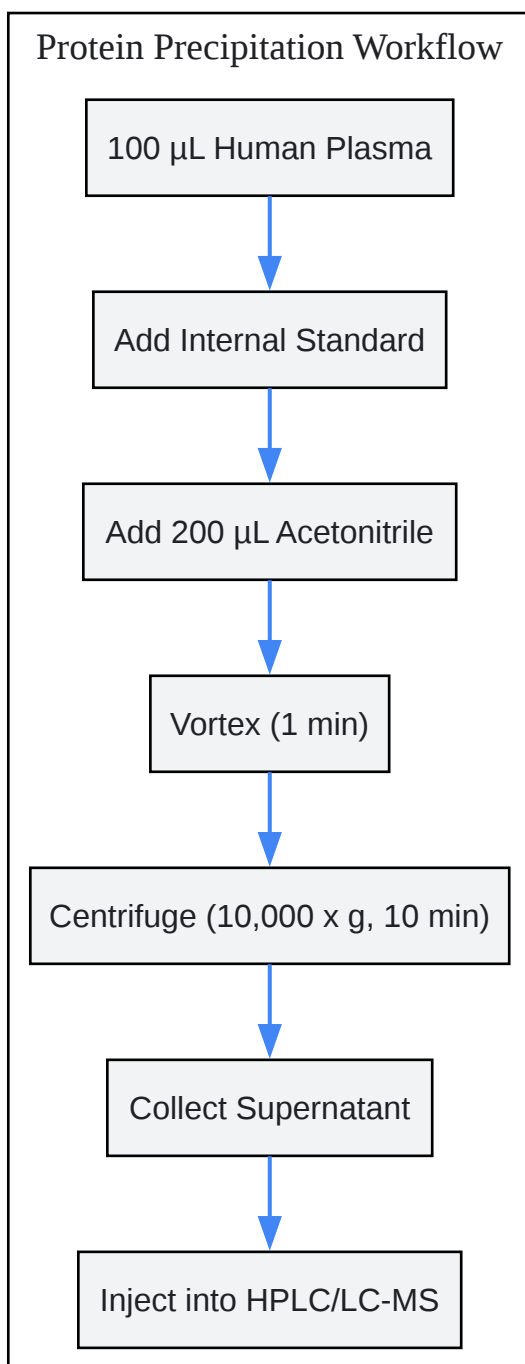 Protein Precipitation Workflow
100 µL Human Plasma
Add Internal Standard
Add 200 µL Acetonitrile
Vortex (1 min)
Centrifuge (10,000 x g, 10 min)
Collect Supernatant
Inject into HPLC/LC-MS